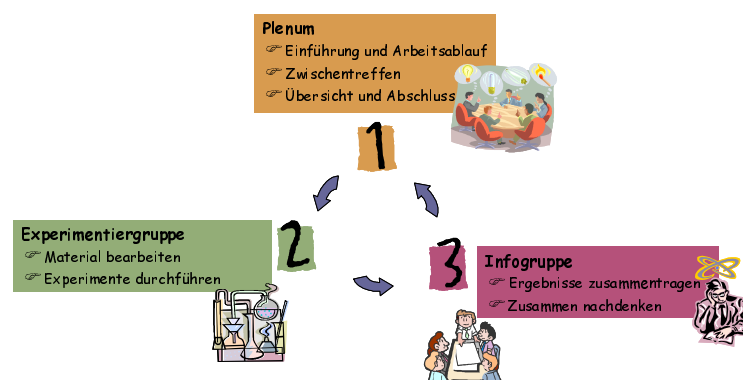 Plenum
☞ Einführung und Arbeitsablauf
☞ Zwischentreffen
☞ Übersicht und Abschluss
1
Experimentiergruppe
☞ Material bearbeiten
☞ Experimente durchführen
2
3
Infogruppe
☞ Ergebnisse zusammentragen
☞ Zusammen nachdenken